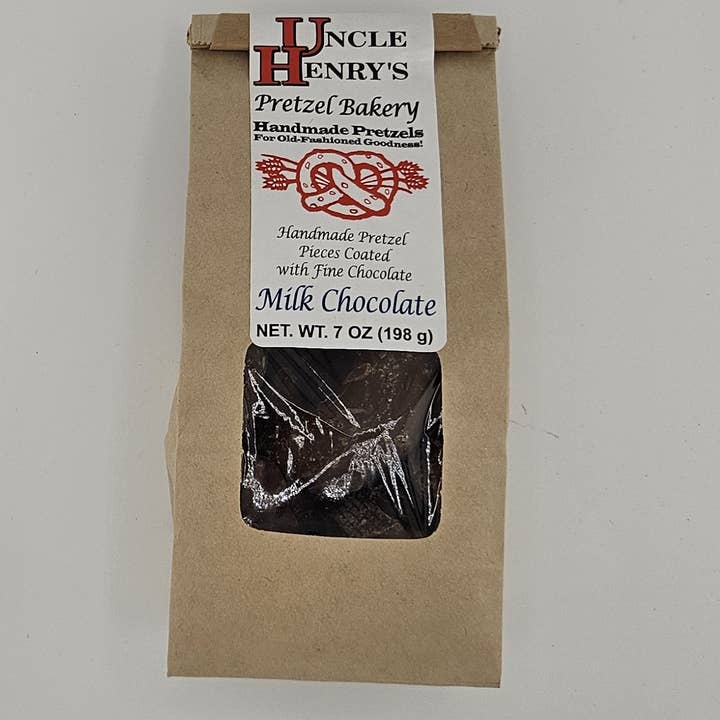 UNCLE
HENRY'S
Pretzel Bakery
Handmade Pretzels
For Old-Fashioned Goodness!
Handmade Pretzel
Pieces Coated
with Fine Chocolate
Milk Chocolate
NET. WT. 7 OZ (198 g)